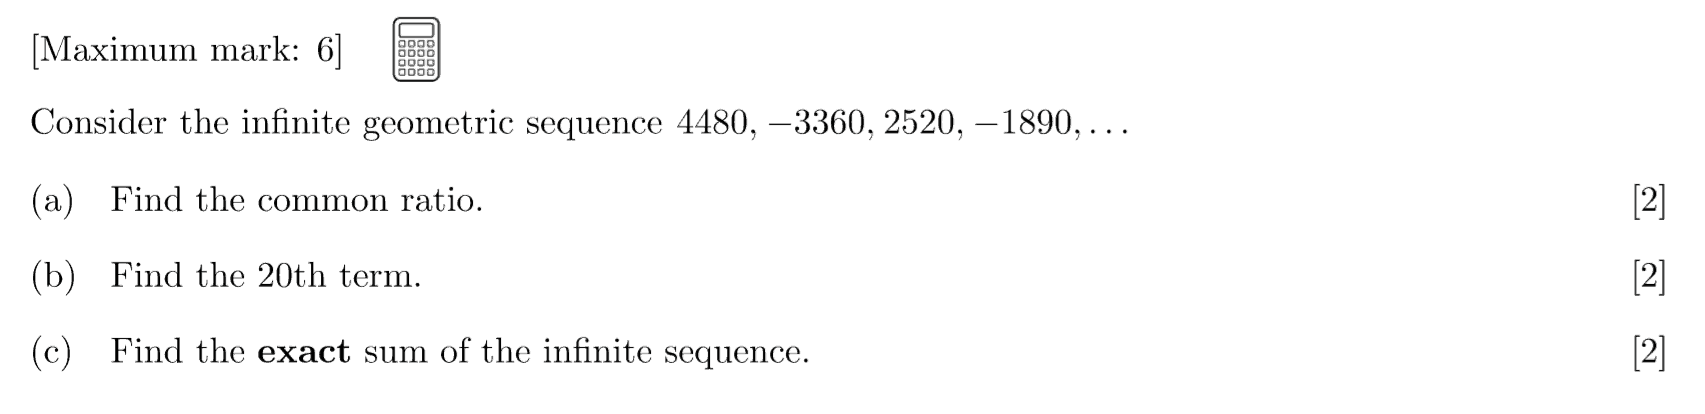 [Maximum mark: 6]
Consider the infinite geometric sequence 4480, −3360, 2520, −1890, . . .
(a) Find the common ratio. [2]
(b) Find the 20th term. [2]
(c) Find the exact sum of the infinite sequence. [2]